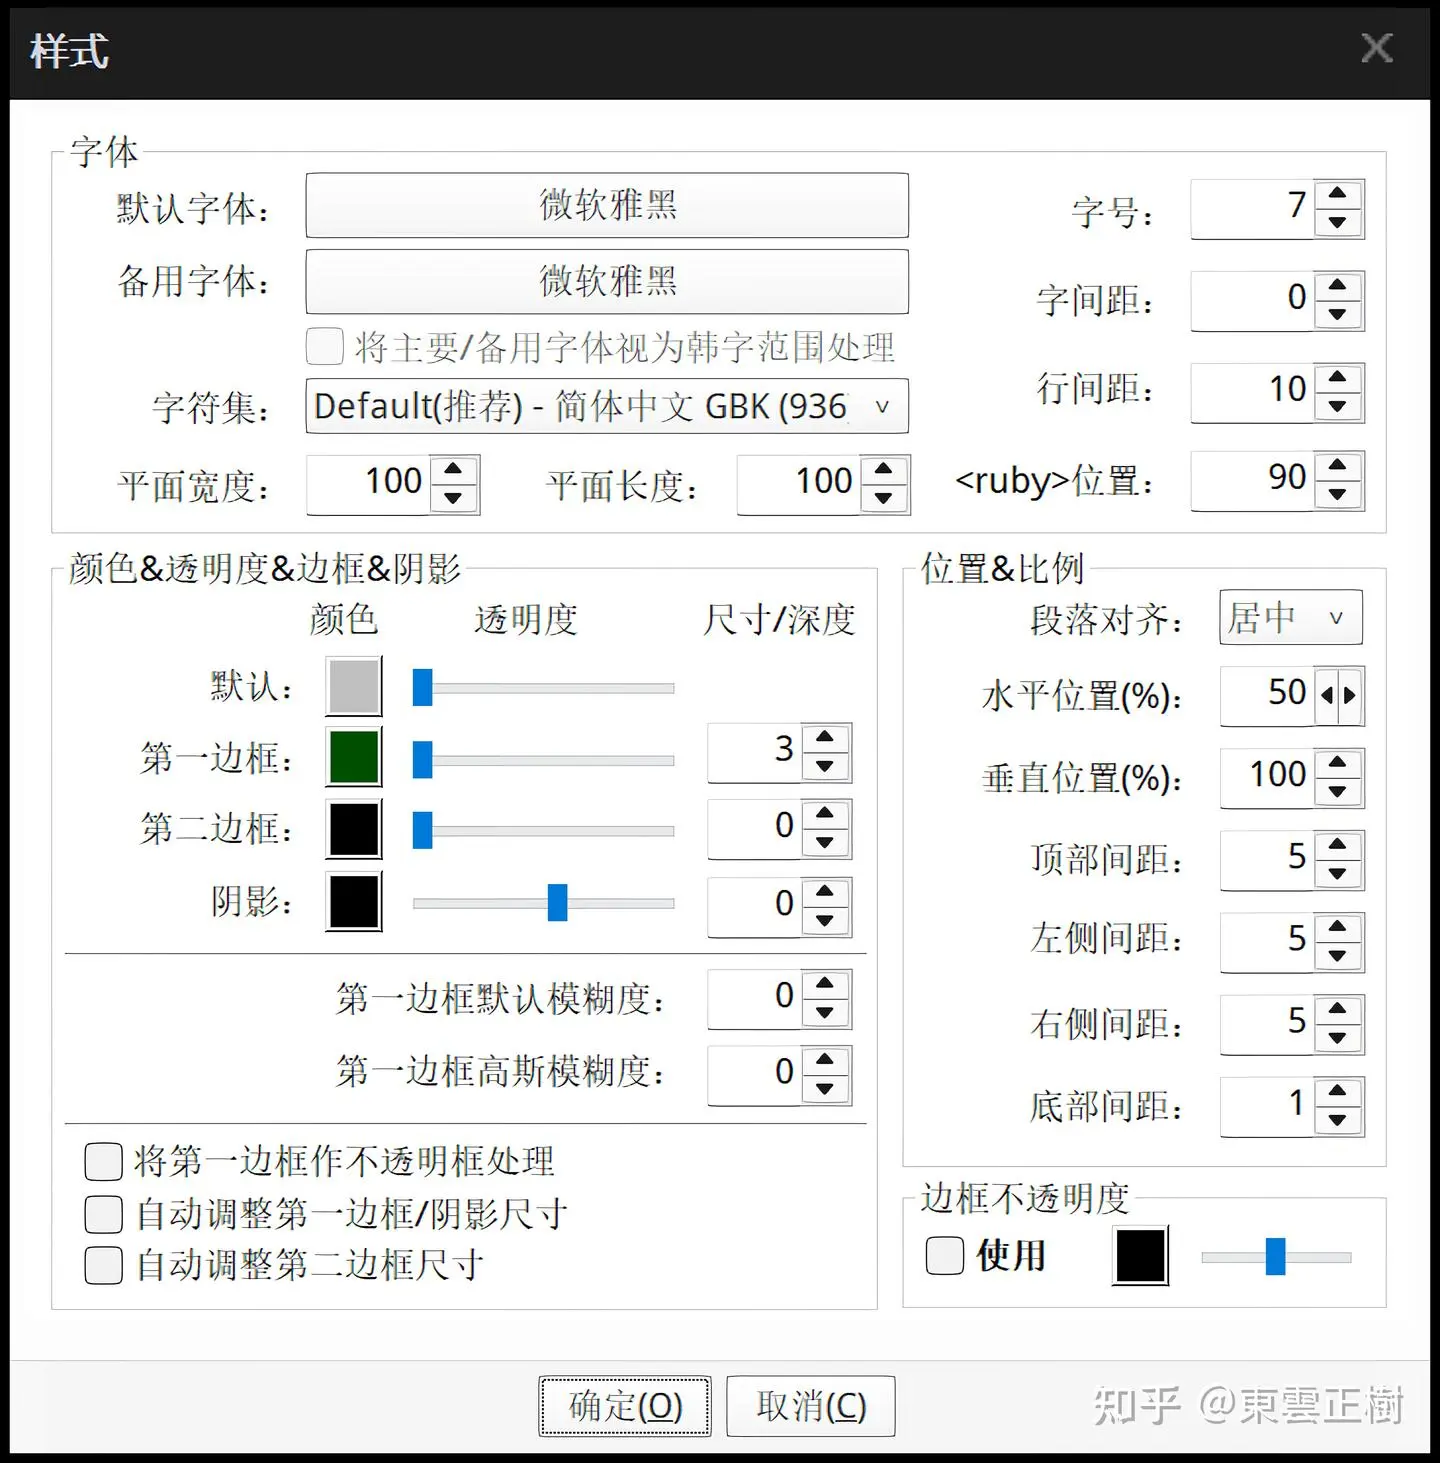 样式
字体
默认字体： 微软雅黑 字号： 7
备用字体： 微软雅黑
字间距： 0
将主要/备用字体视为韩字范围处理
行间距： 10
字符集： Default(推荐) - 简体中文 GBK (936
平面宽度： 100 平面长度： 100 <ruby>位置： 90
颜色&透明度&边框&阴影
颜色 透明度 尺寸/深度
默认：
第一边框： 3
第二边框： 0
阴影： 0
第一边框默认模糊度： 0
第一边框高斯模糊度： 0
将第一边框作不透明框处理
自动调整第一边框/阴影尺寸
自动调整第二边框尺寸
位置&比例
段落对齐： 居中
水平位置(%)： 50
垂直位置(%)： 100
顶部间距： 5
左侧间距： 5
右侧间距： 5
底部间距： 1
边框不透明度
使用
确定(O) 取消(C)
知乎 @東雲正樹